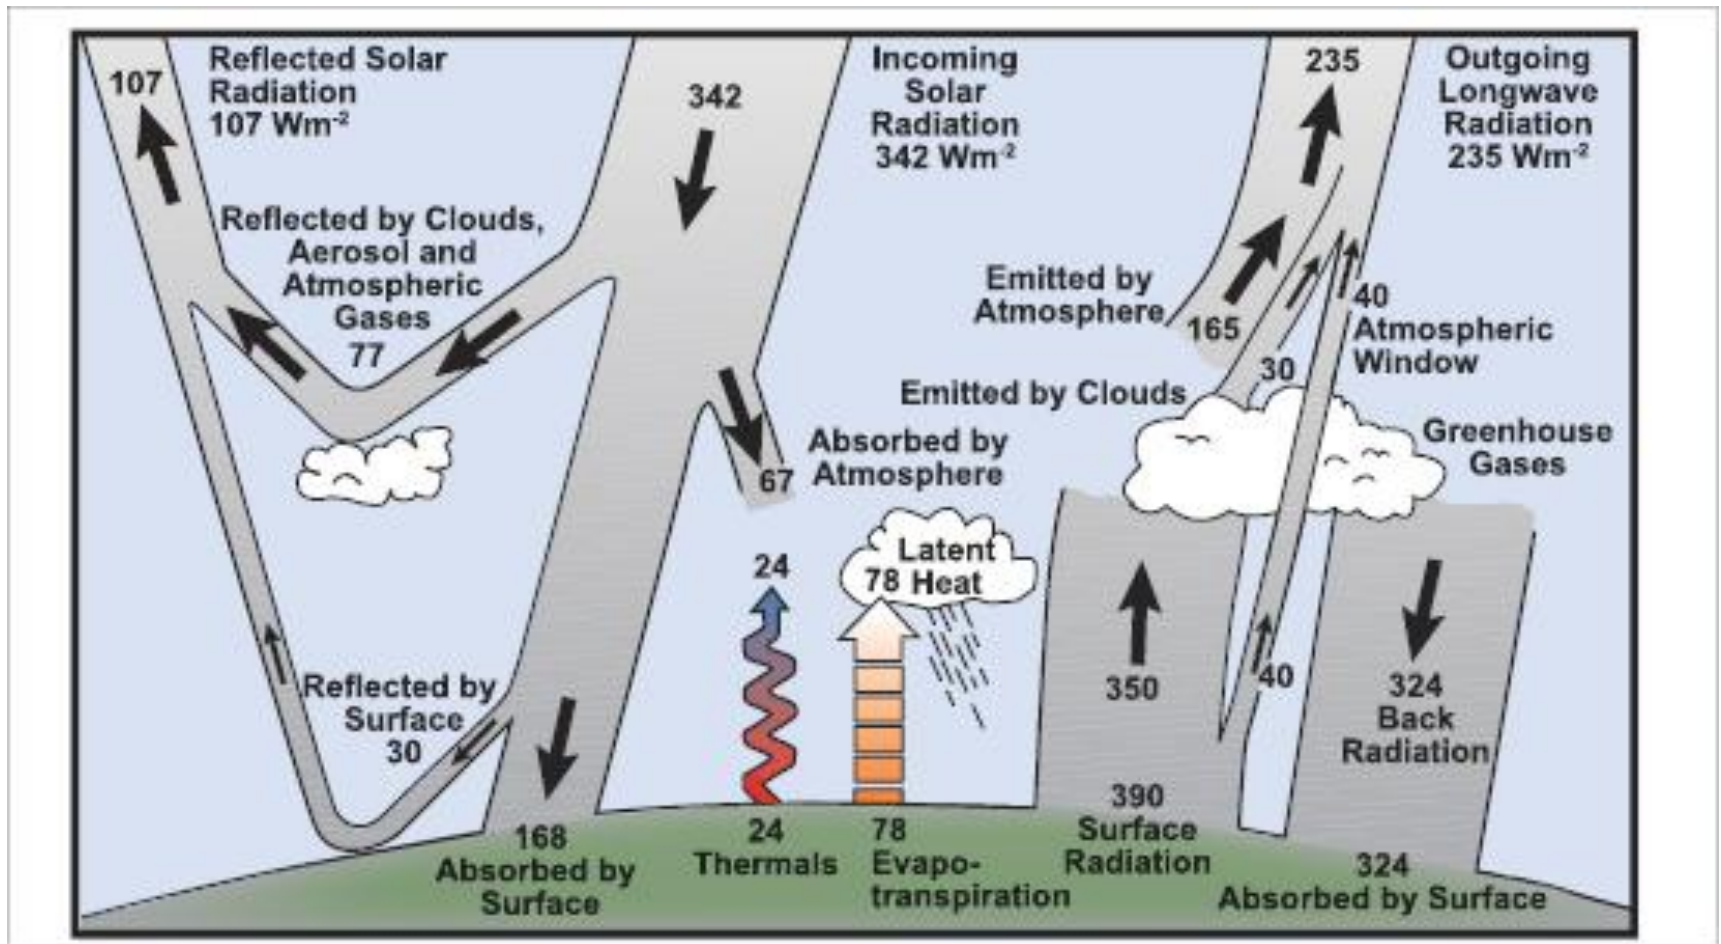 107
Reflected Solar
Radiation
107 Wm⁻²
342
Incoming
Solar
Radiation
342 Wm⁻²
235
Outgoing
Longwave
Radiation
235 Wm⁻²
Reflected by Clouds,
Aerosol and
Atmospheric
Gases
77
Emitted by
Atmosphere
165
40
Atmospheric
Window
30
Emitted by Clouds
Absorbed by
Atmosphere
67
Greenhouse
Gases
24
Latent
78 Heat
Reflected by
Surface
30
350
40
324
Back
Radiation
390
Surface
Radiation
168
Absorbed by
Surface
24
Thermals
78
Evapo-
transpiration
324
Absorbed by Surface